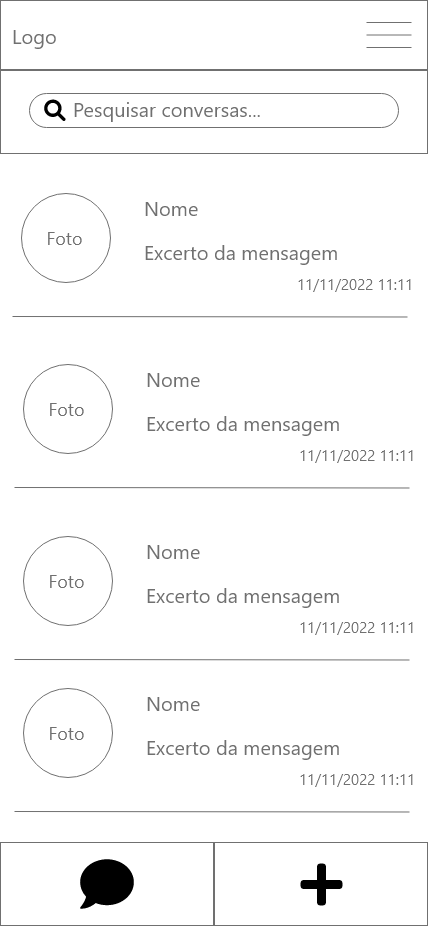 Logo
Pesquisar conversas...
Foto
Nome
Excerto da mensagem
11/11/2022 11:11
Foto
Nome
Excerto da mensagem
11/11/2022 11:11
Foto
Nome
Excerto da mensagem
11/11/2022 11:11
Foto
Nome
Excerto da mensagem
11/11/2022 11:11